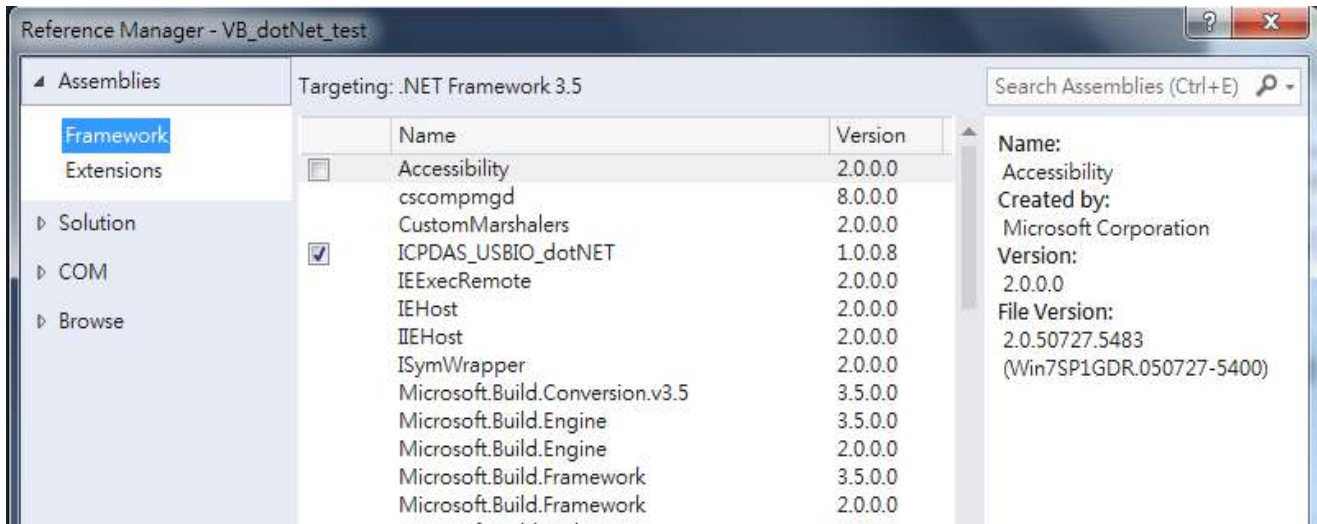 Reference Manager - VB_dotNet_test
Assemblies
Framework
Extensions
Solution
COM
Browse
Targeting: .NET Framework 3.5
Name Version
Accessibility 2.0.0.0
cscompmgd 8.0.0.0
CustomMarshalers 2.0.0.0
ICPDAS_USBIO_dotNET 1.0.0.8
IEExecRemote 2.0.0.0
IEHost 2.0.0.0
IIEHost 2.0.0.0
ISymWrapper 2.0.0.0
Microsoft.Build.Conversion.v3.5 3.5.0.0
Microsoft.Build.Engine 3.5.0.0
Microsoft.Build.Engine 2.0.0.0
Microsoft.Build.Framework 3.5.0.0
Microsoft.Build.Framework 2.0.0.0
Search Assemblies (Ctrl+E)
Name:
Accessibility
Created by:
Microsoft Corporation
Version:
2.0.0.0
File Version:
2.0.50727.5483
(Win7SP1GDR.050727-5400)